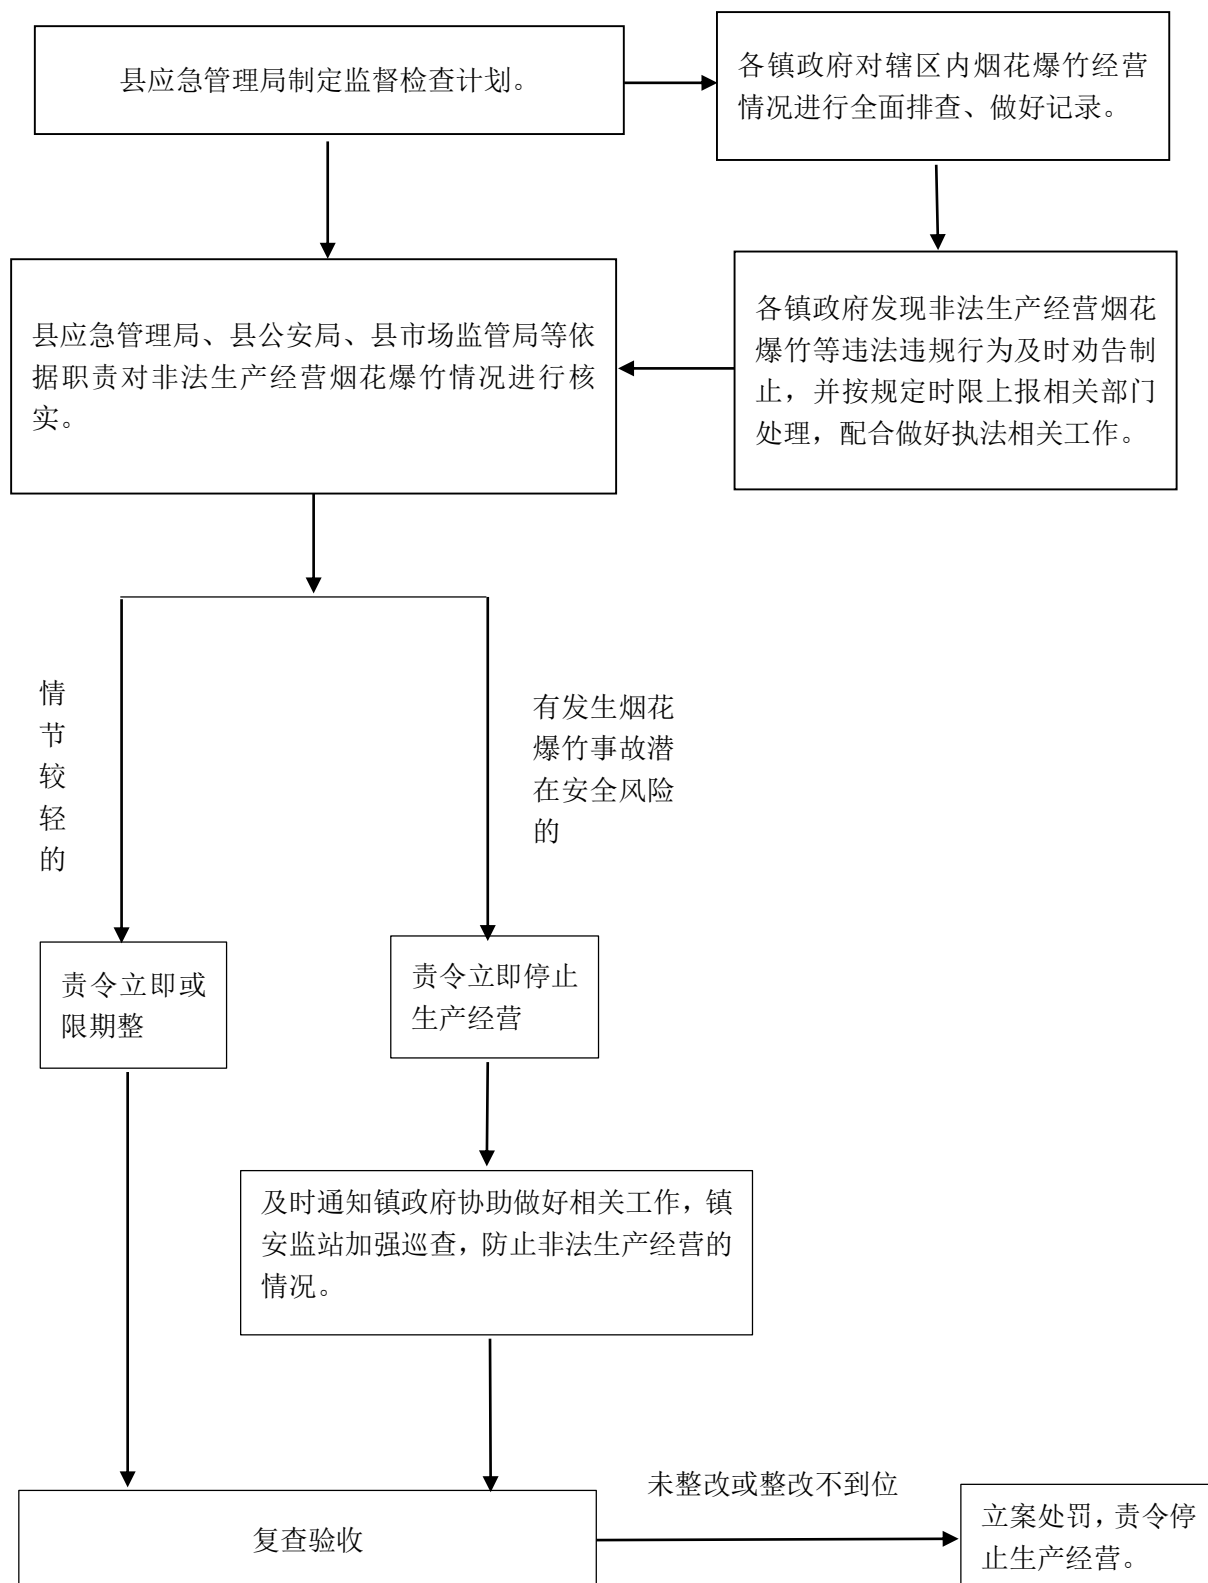 县应急管理局制定监督检查计划。
各镇政府对辖区内烟花爆竹经营
情况进行全面排查、做好记录。
县应急管理局、县公安局、县市场监管局等依
据职责对非法生产经营烟花爆竹情况进行核
实。
各镇政府发现非法生产经营烟花
爆竹等违法违规行为及时劝告制
止，并按规定时限上报相关部门
处理，配合做好执法相关工作。
情
节
较
轻
的
有发生烟花
爆竹事故潜
在安全风险
的
责令立即或
限期整
责令立即停止
生产经营
及时通知镇政府协助做好相关工作，镇
安监站加强巡查，防止非法生产经营的
情况。
复查验收
未整改或整改不到位
立案处罚，责令停
止生产经营。